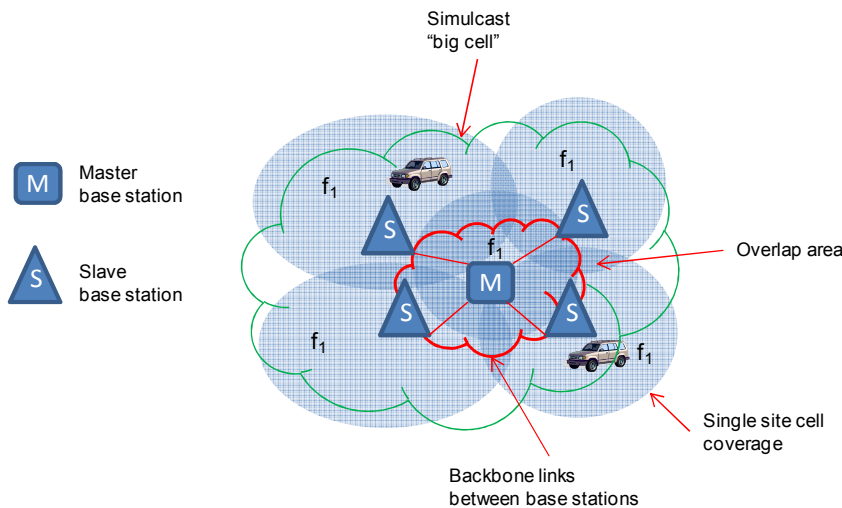 Simulcast
“big cell”
M
Master
base station
S
Slave
base station
f1
f1
S
S
f1
Overlap area
M
S
S
f1
f1
Single site cell
coverage
Backbone links
between base stations